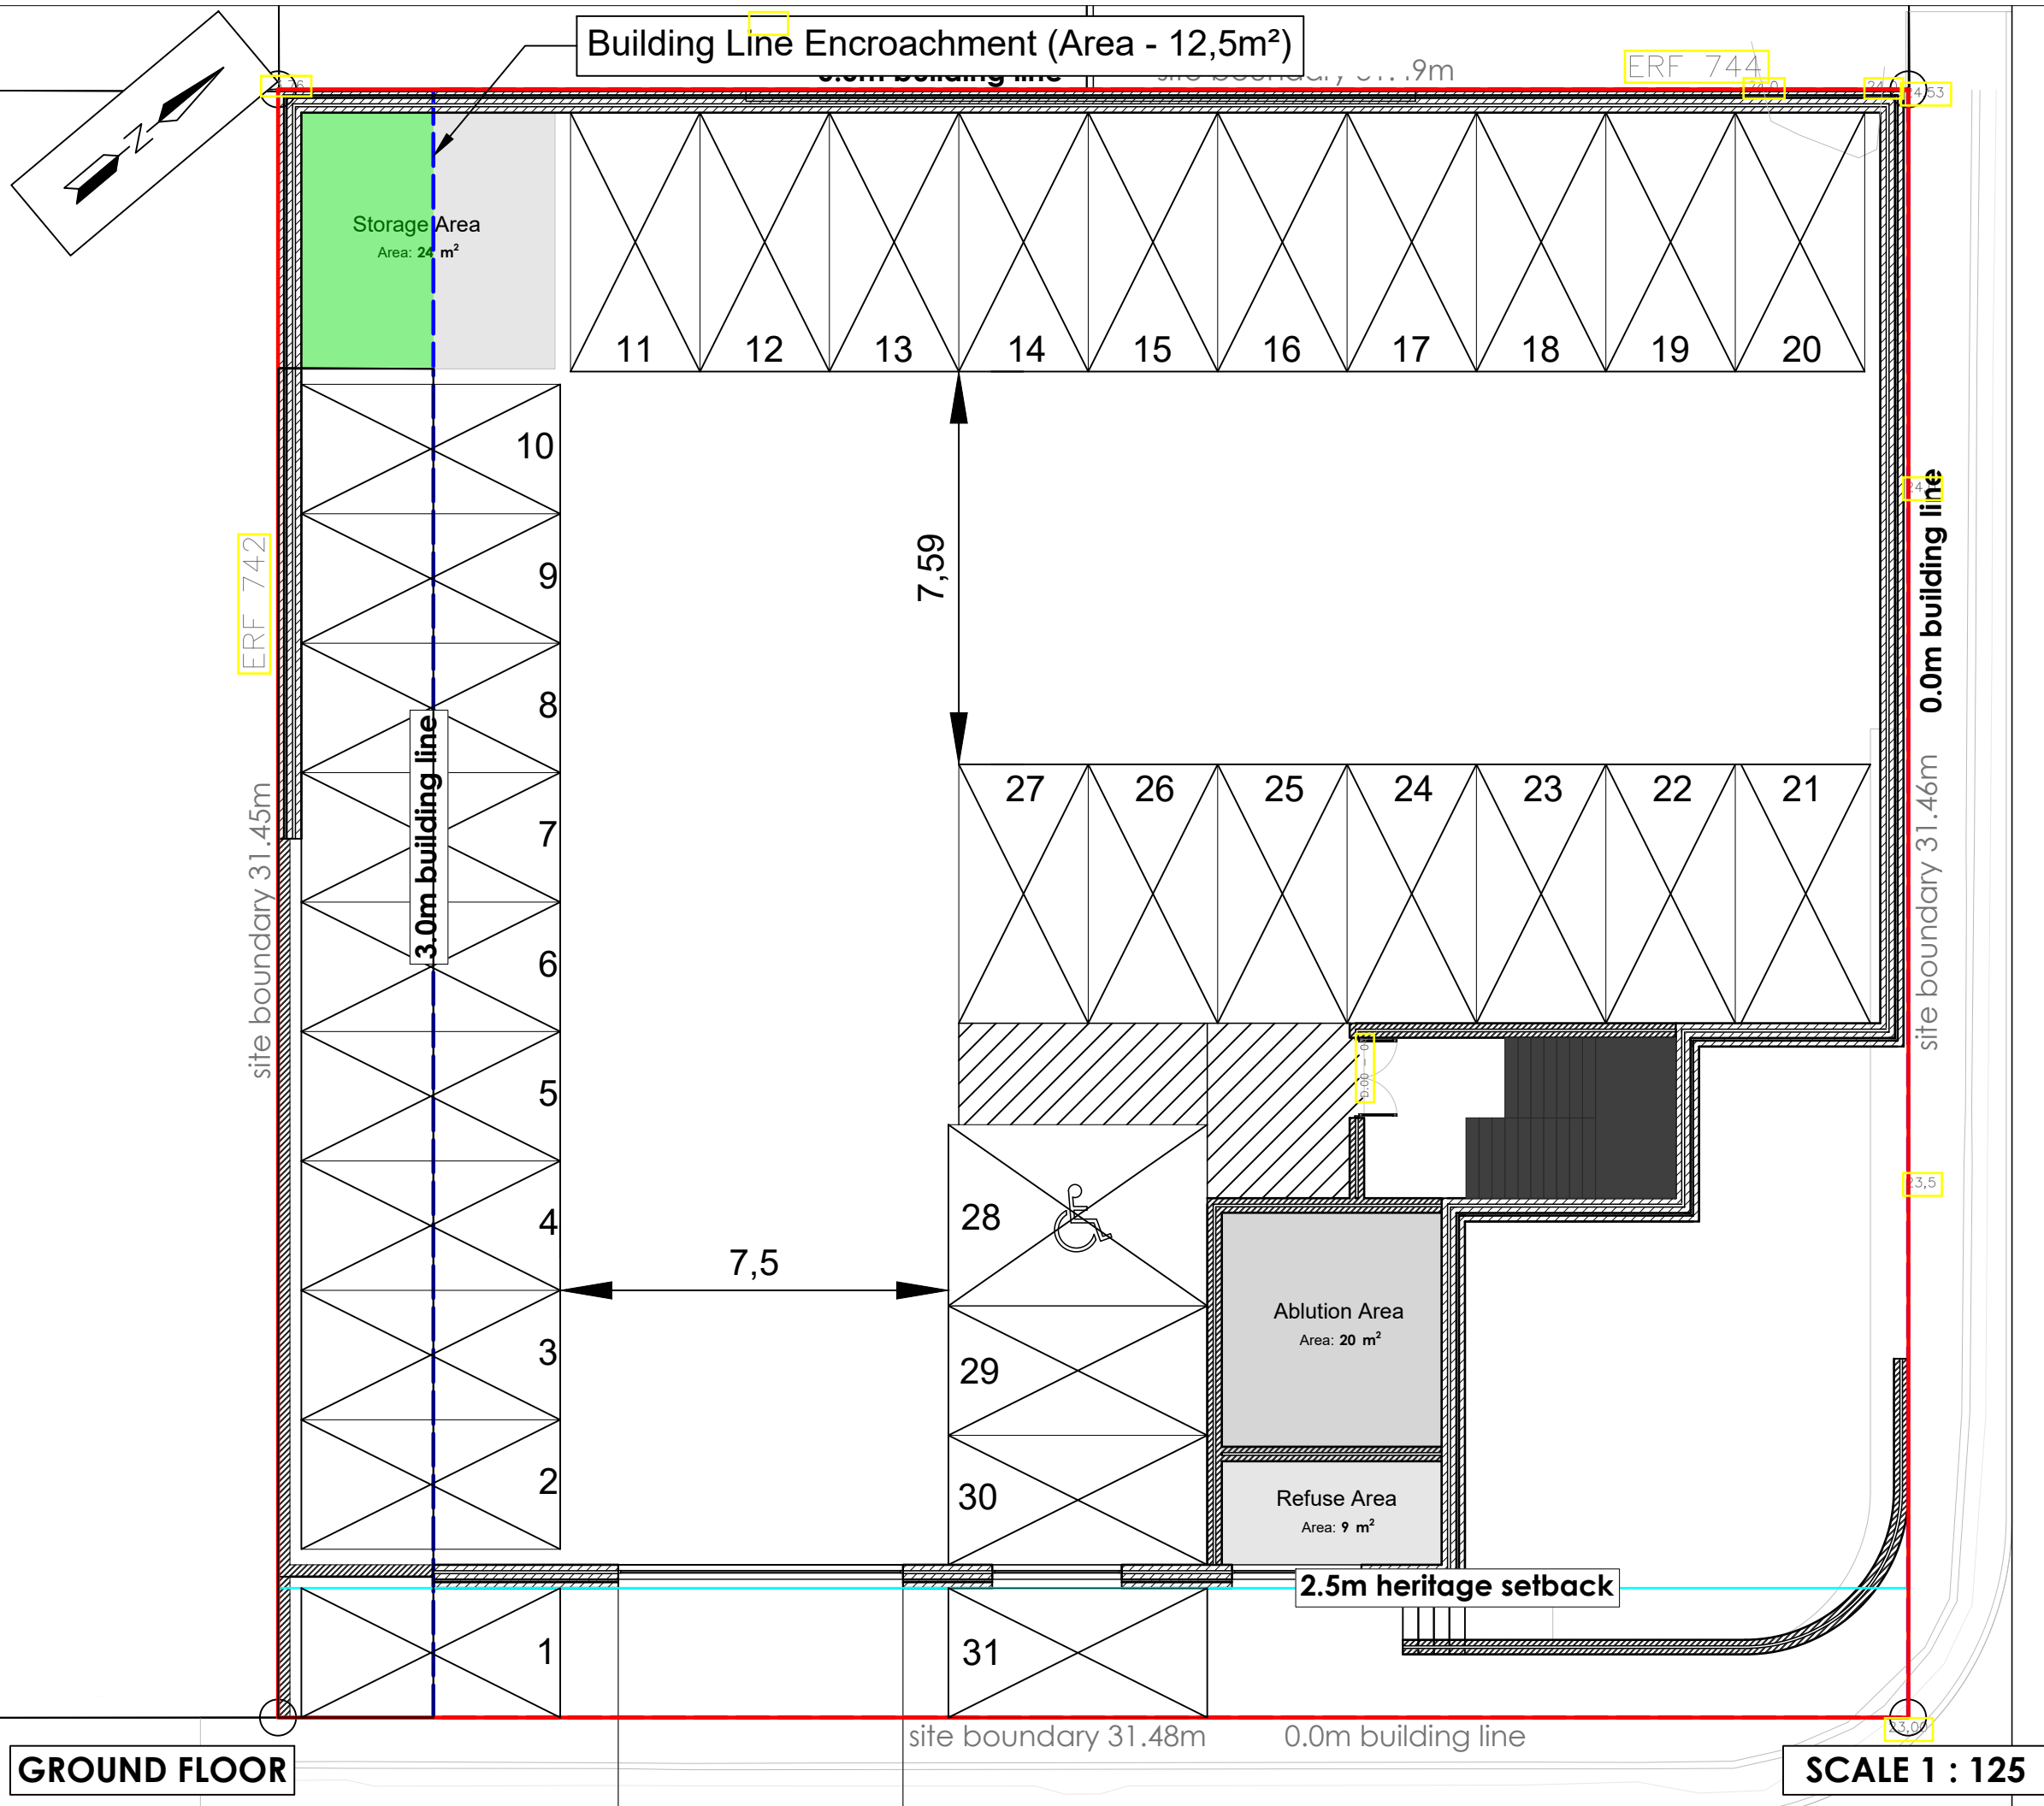 Building Line Encroachment (Area - 12,5m²)
ERF 744
N
Storage Area
Area: 24 m²
11 12 13 14 15 16 17 18 19 20
10
9
8
7
6
5
4
3
2
1
ERF 742
site boundary 31.45m
3.0m building line
7,59
0.0m building line
site boundary 31.46m
27 26 25 24 23 22 21
28
29
30
31
7,5
23,5
Ablution Area
Area: 20 m²
Refuse Area
Area: 9 m²
2.5m heritage setback
site boundary 31.48m 0.0m building line
23,00
GROUND FLOOR
SCALE 1 : 125